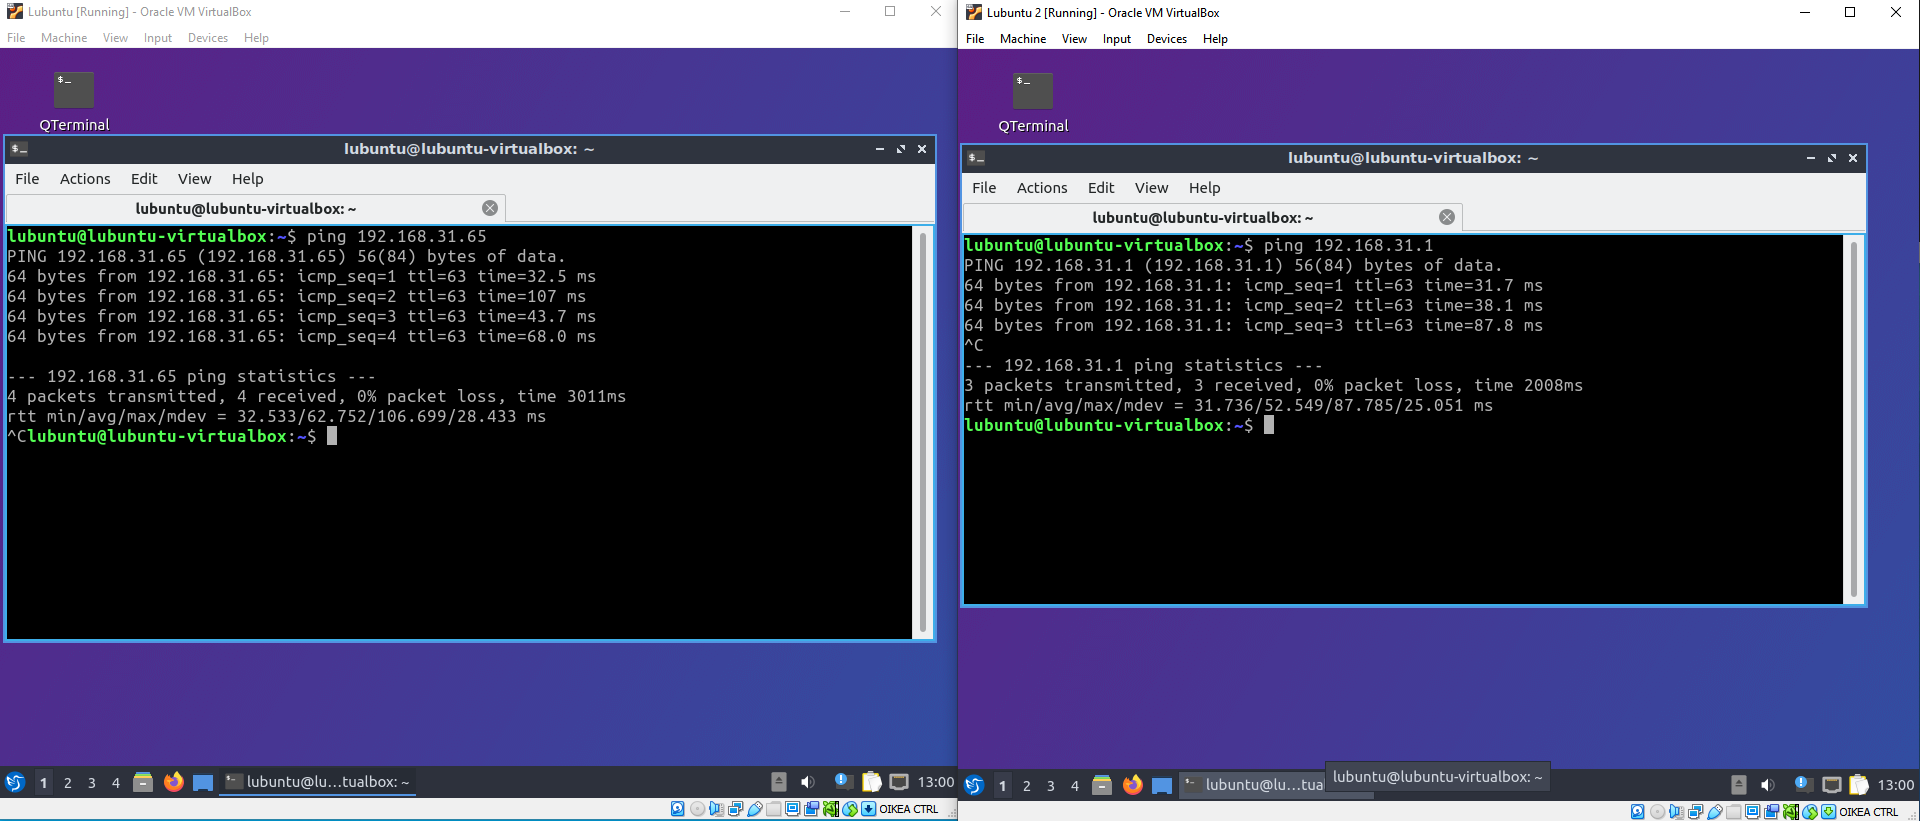 Lubuntu [Running] - Oracle VM VirtualBox
File Machine View Input Devices Help
$_
QTerminal
$_ lubuntu@lubuntu-virtualbox: ~
File Actions Edit View Help
lubuntu@lubuntu-virtualbox: ~
lubuntu@lubuntu-virtualbox:~$ ping 192.168.31.65
PING 192.168.31.65 (192.168.31.65) 56(84) bytes of data.
64 bytes from 192.168.31.65: icmp_seq=1 ttl=63 time=32.5 ms
64 bytes from 192.168.31.65: icmp_seq=2 ttl=63 time=107 ms
64 bytes from 192.168.31.65: icmp_seq=3 ttl=63 time=43.7 ms
64 bytes from 192.168.31.65: icmp_seq=4 ttl=63 time=68.0 ms
--- 192.168.31.65 ping statistics ---
4 packets transmitted, 4 received, 0% packet loss, time 3011ms
rtt min/avg/max/mdev = 32.533/62.752/106.699/28.433 ms
^Clubuntu@lubuntu-virtualbox:~$
1 2 3 4 lubuntu@lu...tualbox: ~ 13:00
OIKEA CTRL
Lubuntu 2 [Running] - Oracle VM VirtualBox
File Machine View Input Devices Help
$_
QTerminal
$_ lubuntu@lubuntu-virtualbox: ~
File Actions Edit View Help
lubuntu@lubuntu-virtualbox: ~
lubuntu@lubuntu-virtualbox:~$ ping 192.168.31.1
PING 192.168.31.1 (192.168.31.1) 56(84) bytes of data.
64 bytes from 192.168.31.1: icmp_seq=1 ttl=63 time=31.7 ms
64 bytes from 192.168.31.1: icmp_seq=2 ttl=63 time=38.1 ms
64 bytes from 192.168.31.1: icmp_seq=3 ttl=63 time=87.8 ms
^C
--- 192.168.31.1 ping statistics ---
3 packets transmitted, 3 received, 0% packet loss, time 2008ms
rtt min/avg/max/mdev = 31.736/52.549/87.785/25.051 ms
lubuntu@lubuntu-virtualbox:~$
lubuntu@lubuntu-virtualbox: ~
1 2 3 4 lubuntu@lu...tua 13:00
OIKEA CTRL